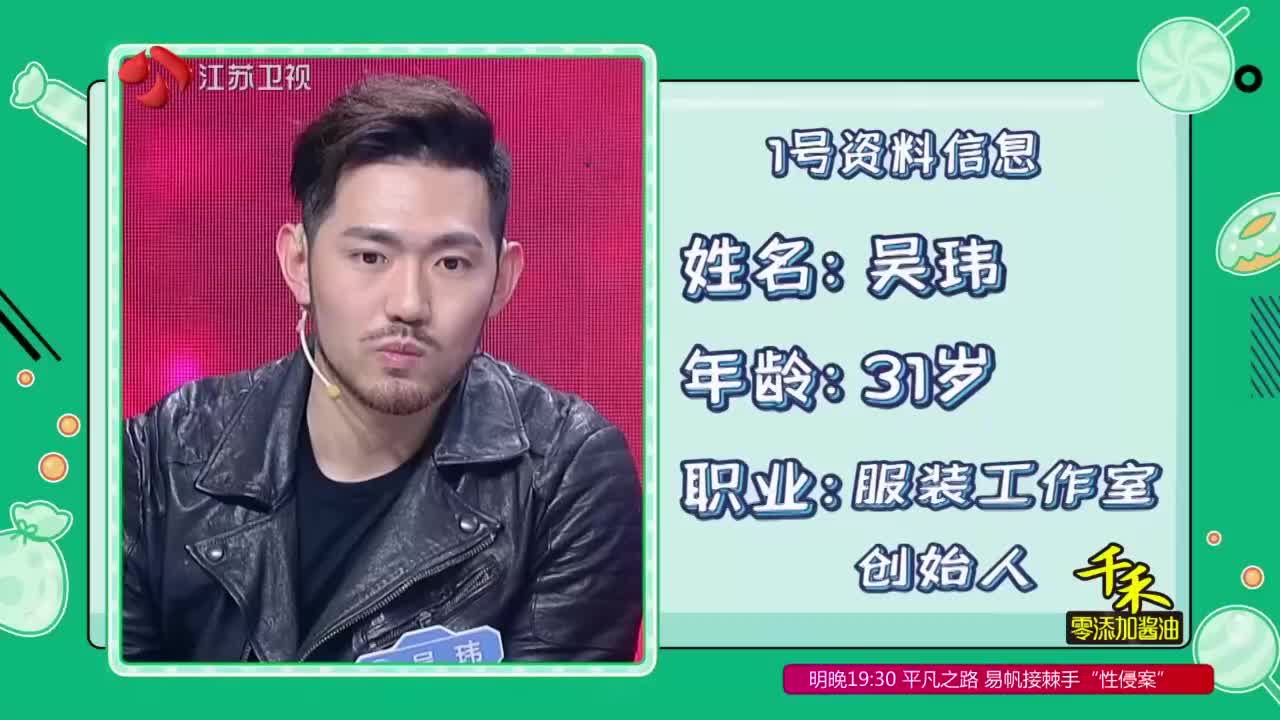 江苏卫视
1号资料信息
姓名：吴玮
年龄：31岁
职业：服装工作室
创始人
吴 玮
千禾
零添加酱油
明晚19:30 平凡之路 易帆接棘手“性侵案”